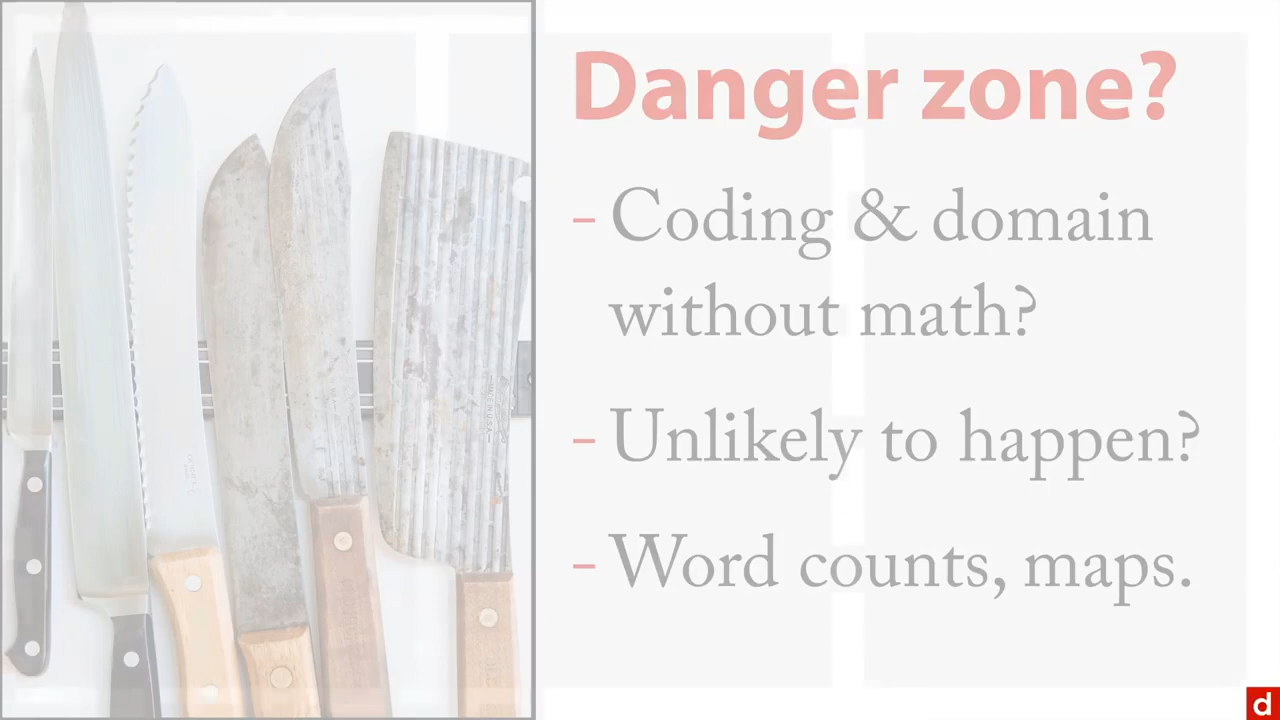 Danger zone?
- Coding & domain
without math?
- Unlikely to happen?
- Word counts, maps.
d